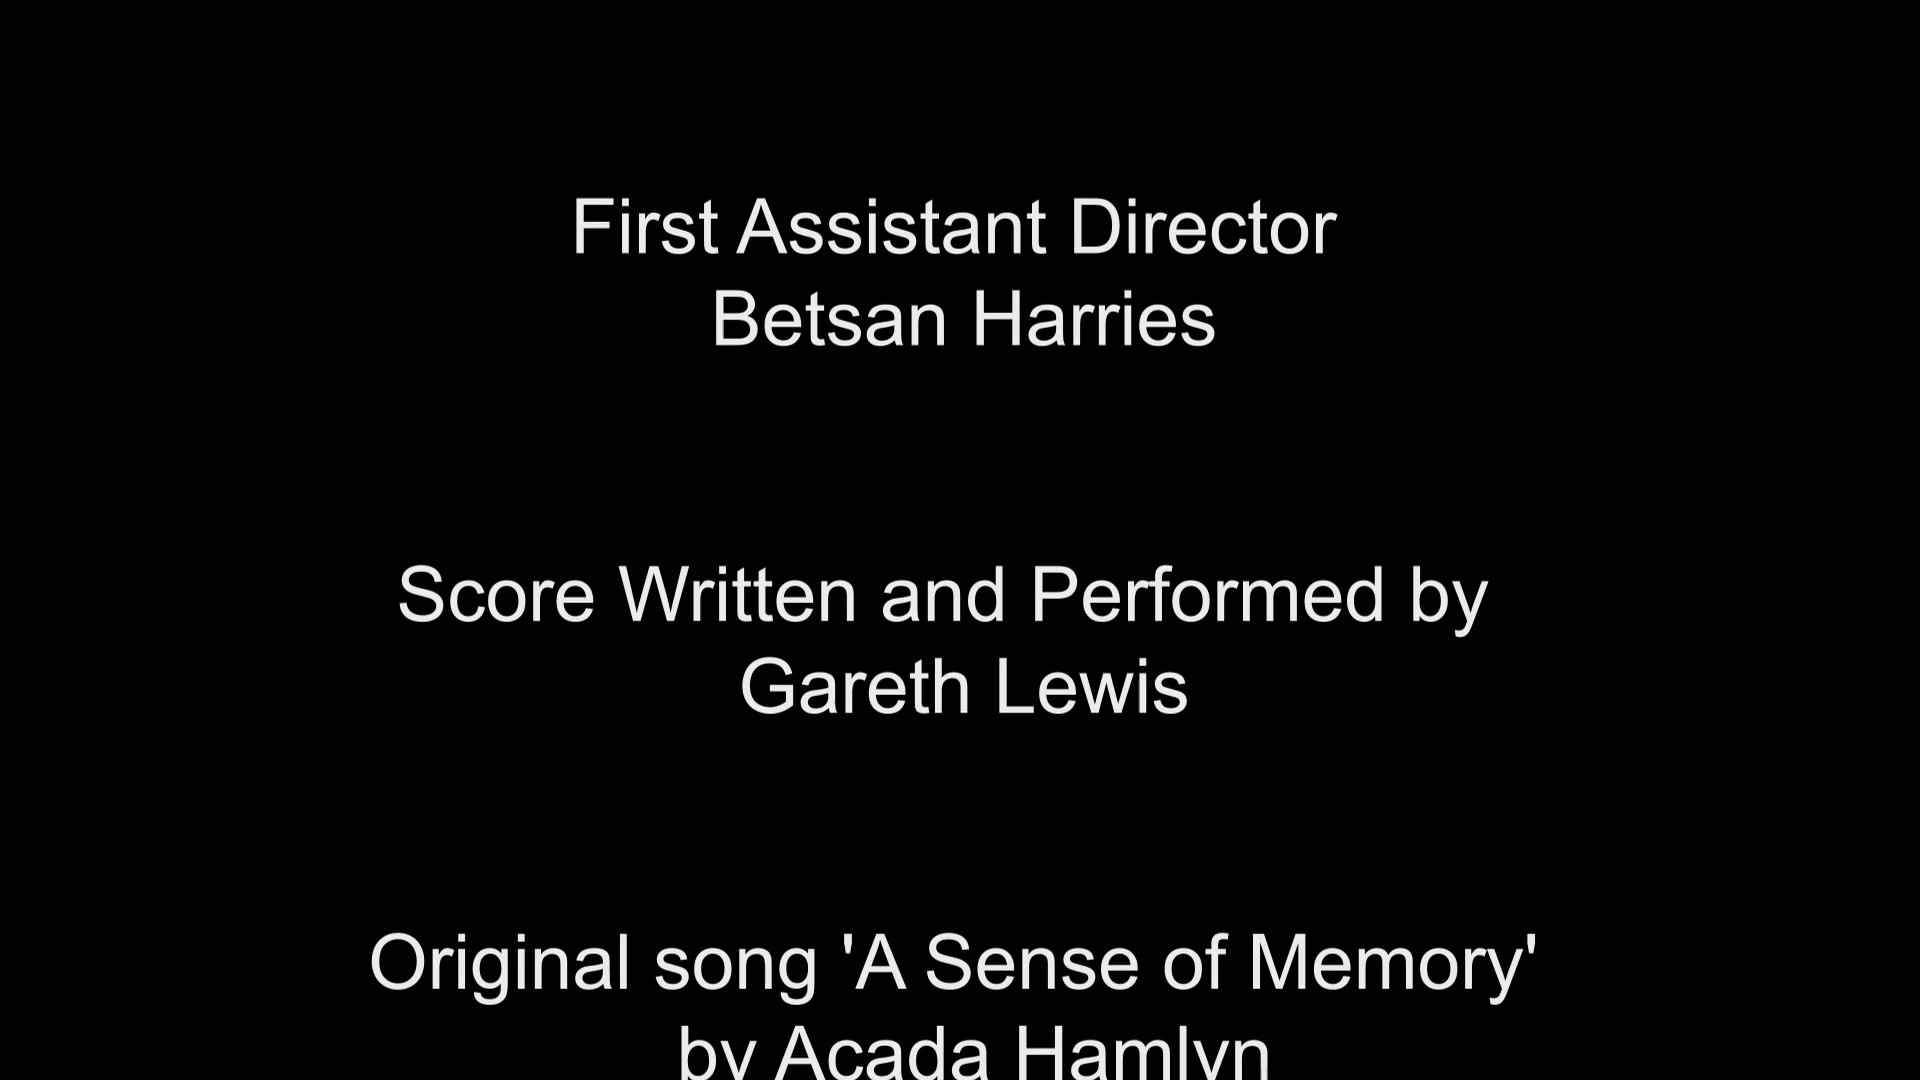 First Assistant Director
Betsan Harries
Score Written and Performed by
Gareth Lewis
Original song 'A Sense of Memory'
by Acada Hamlyn